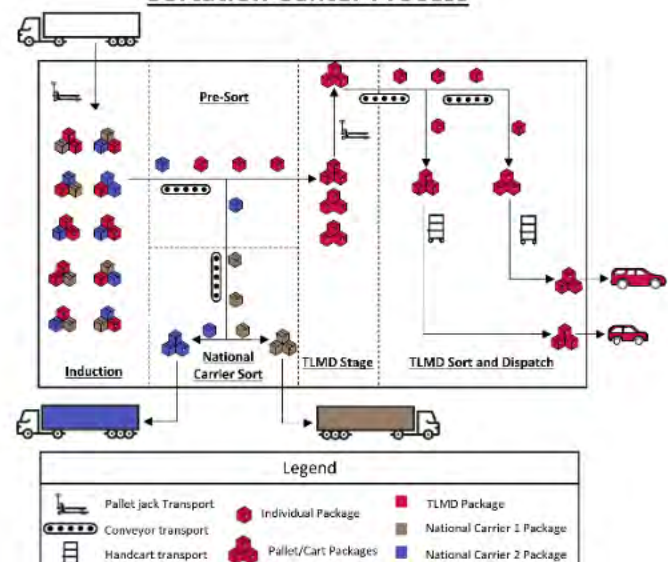 Pre-Sort
Induction
National
Carrier Sort
TLMD Stage
TLMD Sort and Dispatch
Legend
Pallet jack Transport
Conveyor transport
Handcart transport
Individual Package
Pallet/Cart Packages
TLMD Package
National Carrier 1 Package
National Carrier 2 Package